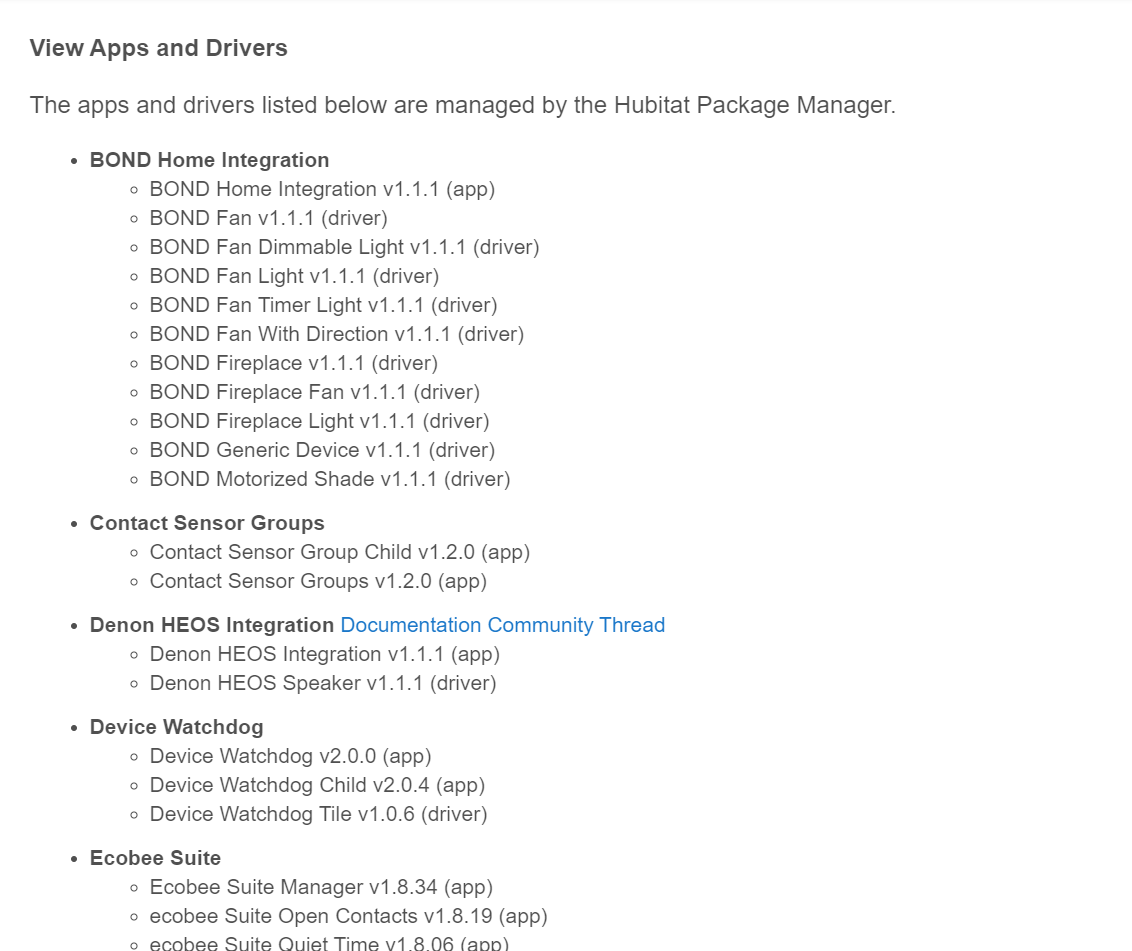 View Apps and Drivers
The apps and drivers listed below are managed by the Hubitat Package Manager.
BOND Home Integration
BOND Home Integration v1.1.1 (app)
BOND Fan v1.1.1 (driver)
BOND Fan Dimmable Light v1.1.1 (driver)
BOND Fan Light v1.1.1 (driver)
BOND Fan Timer Light v1.1.1 (driver)
BOND Fan With Direction v1.1.1 (driver)
BOND Fireplace v1.1.1 (driver)
BOND Fireplace Fan v1.1.1 (driver)
BOND Fireplace Light v1.1.1 (driver)
BOND Generic Device v1.1.1 (driver)
BOND Motorized Shade v1.1.1 (driver)
Contact Sensor Groups
Contact Sensor Group Child v1.2.0 (app)
Contact Sensor Groups v1.2.0 (app)
Denon HEOS Integration Documentation Community Thread
Denon HEOS Integration v1.1.1 (app)
Denon HEOS Speaker v1.1.1 (driver)
Device Watchdog
Device Watchdog v2.0.0 (app)
Device Watchdog Child v2.0.4 (app)
Device Watchdog Tile v1.0.6 (driver)
Ecobee Suite
Ecobee Suite Manager v1.8.34 (app)
ecobee Suite Open Contacts v1.8.19 (app)
ecobee Suite Quiet Time v1.8.06 (app)